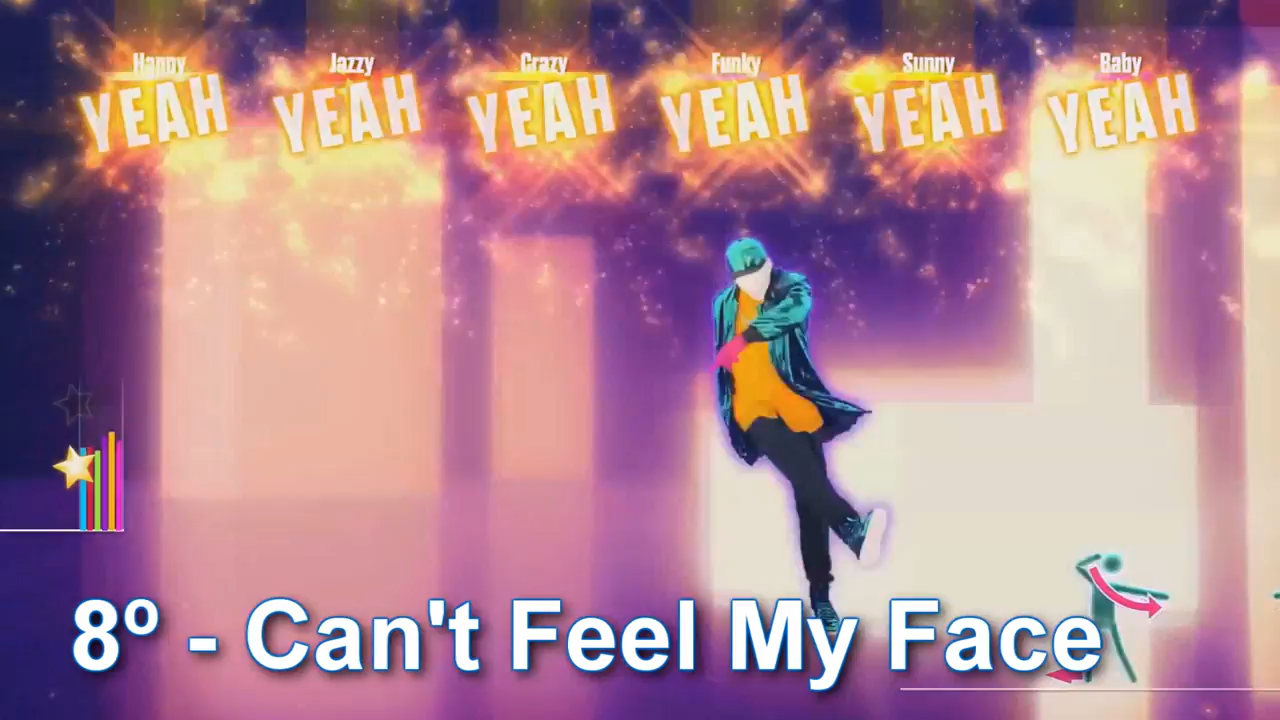 Happy Jazzy Crazy Funky Sunny Baby
YEAH YEAH YEAH YEAH YEAH YEAH
8º - Can't Feel My Face